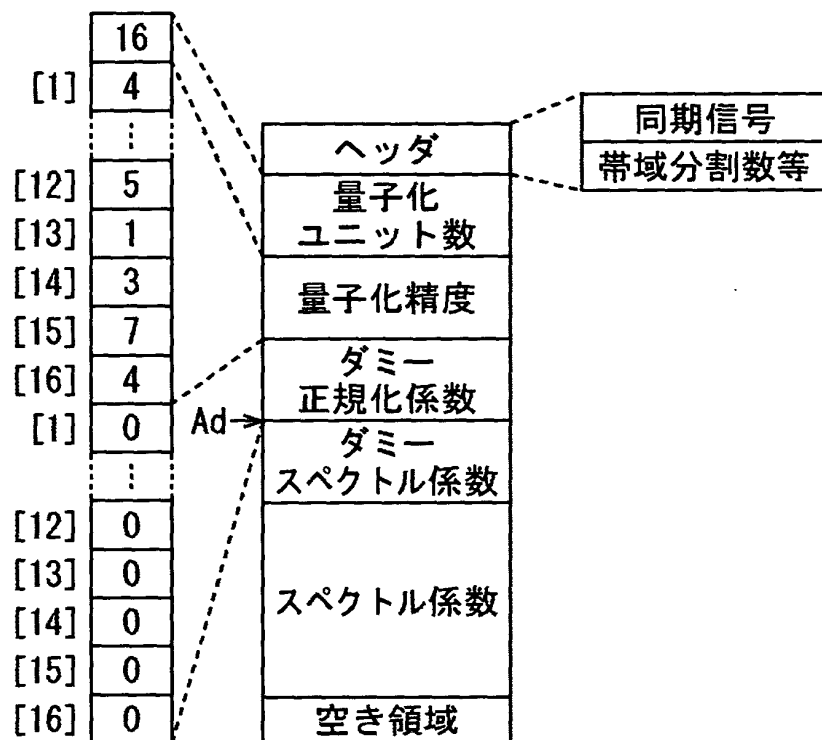 16
[1] 4
⋮
[12] 5
[13] 1
[14] 3
[15] 7
[16] 4
[1] 0
⋮
[12] 0
[13] 0
[14] 0
[15] 0
[16] 0
ヘッダ
量子化
ユニット数
量子化精度
ダミー
正規化係数
Ad
ダミー
スペクトル係数
スペクトル係数
空き領域
同期信号
帯域分割数等